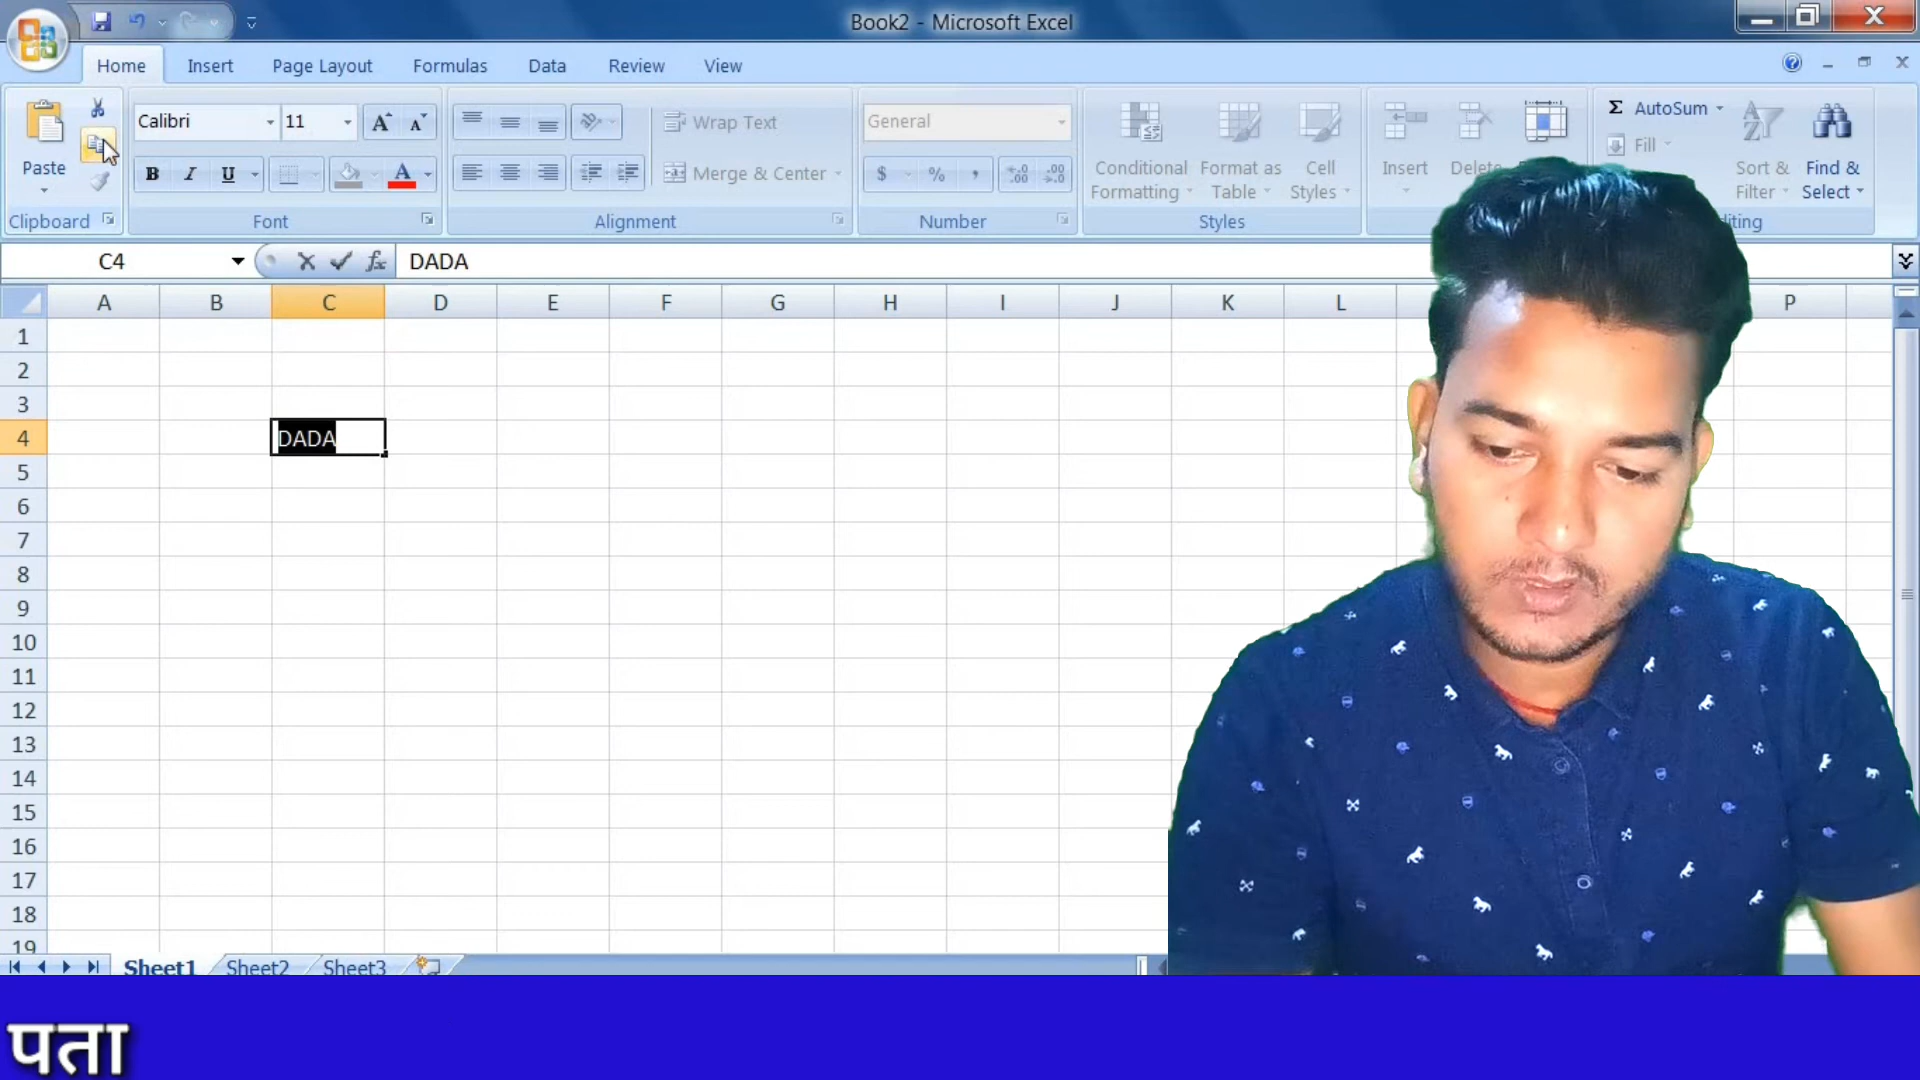 Book2 - Microsoft Excel
Home Insert Page Layout Formulas Data Review View
Calibri 11 Wrap Text General Σ AutoSum
Paste Conditional Formatting Format as Table Cell Styles Insert Delete Fill Sort & Filter Find & Select
B I U A Merge & Center $ % ,
Clipboard Font Alignment Number Styles
C4 fx DADA
A B C D E F G H I J K L P
1
2
3
4 DADA
5
6
7
8
9
10
11
12
13
14
15
16
17
18
19
Sheet1 Sheet2 Sheet3
पता